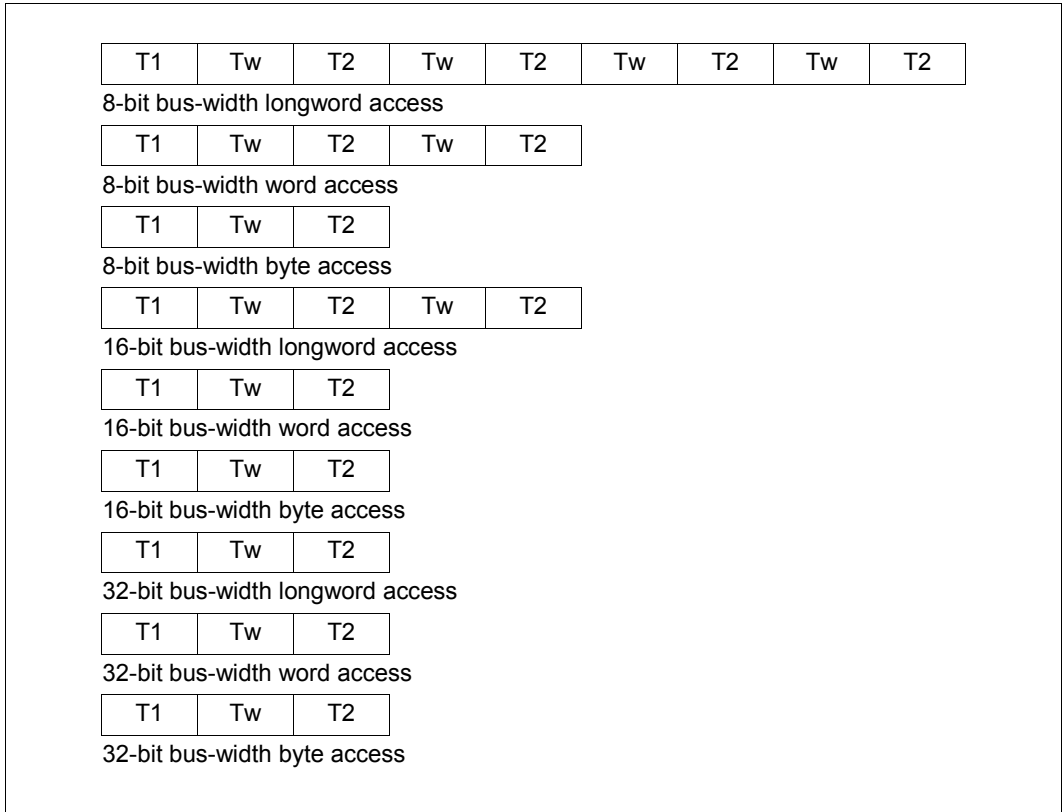 T1 Tw T2 Tw T2 Tw T2 Tw T2
8-bit bus-width longword access
T1 Tw T2 Tw T2
8-bit bus-width word access
T1 Tw T2
8-bit bus-width byte access
T1 Tw T2 Tw T2
16-bit bus-width longword access
T1 Tw T2
16-bit bus-width word access
T1 Tw T2
16-bit bus-width byte access
T1 Tw T2
32-bit bus-width longword access
T1 Tw T2
32-bit bus-width word access
T1 Tw T2
32-bit bus-width byte access